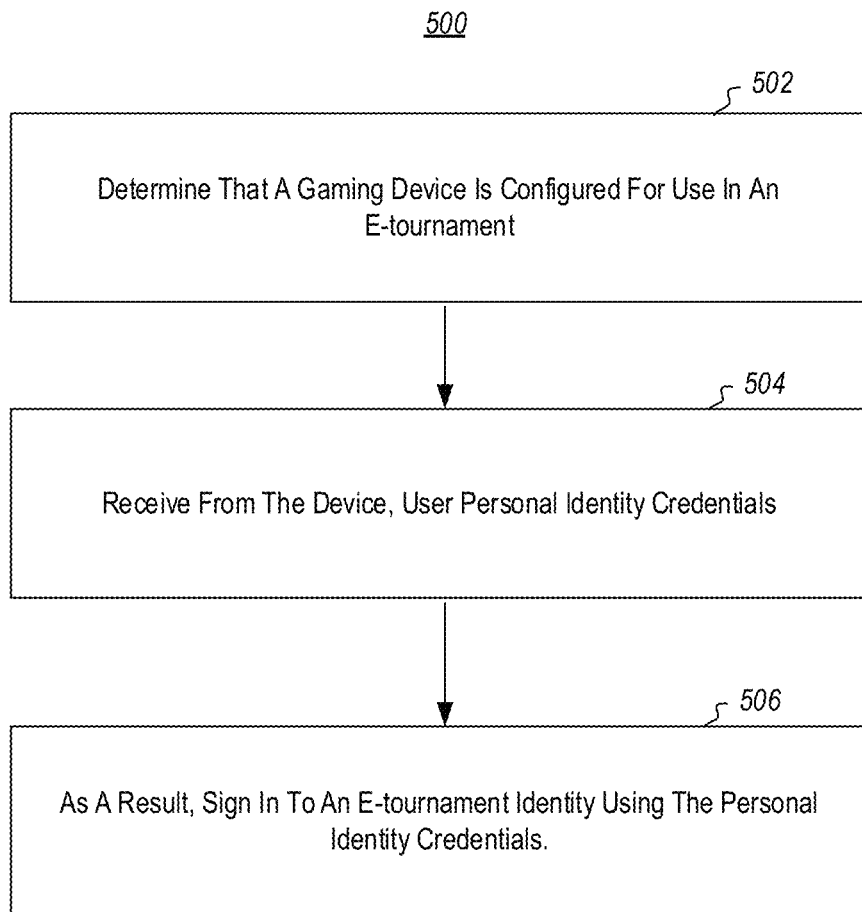 500
502
Determine That A Gaming Device Is Configured For Use In An
E-tournament
504
Receive From The Device, User Personal Identity Credentials
506
As A Result, Sign In To An E-tournament Identity Using The Personal
Identity Credentials.